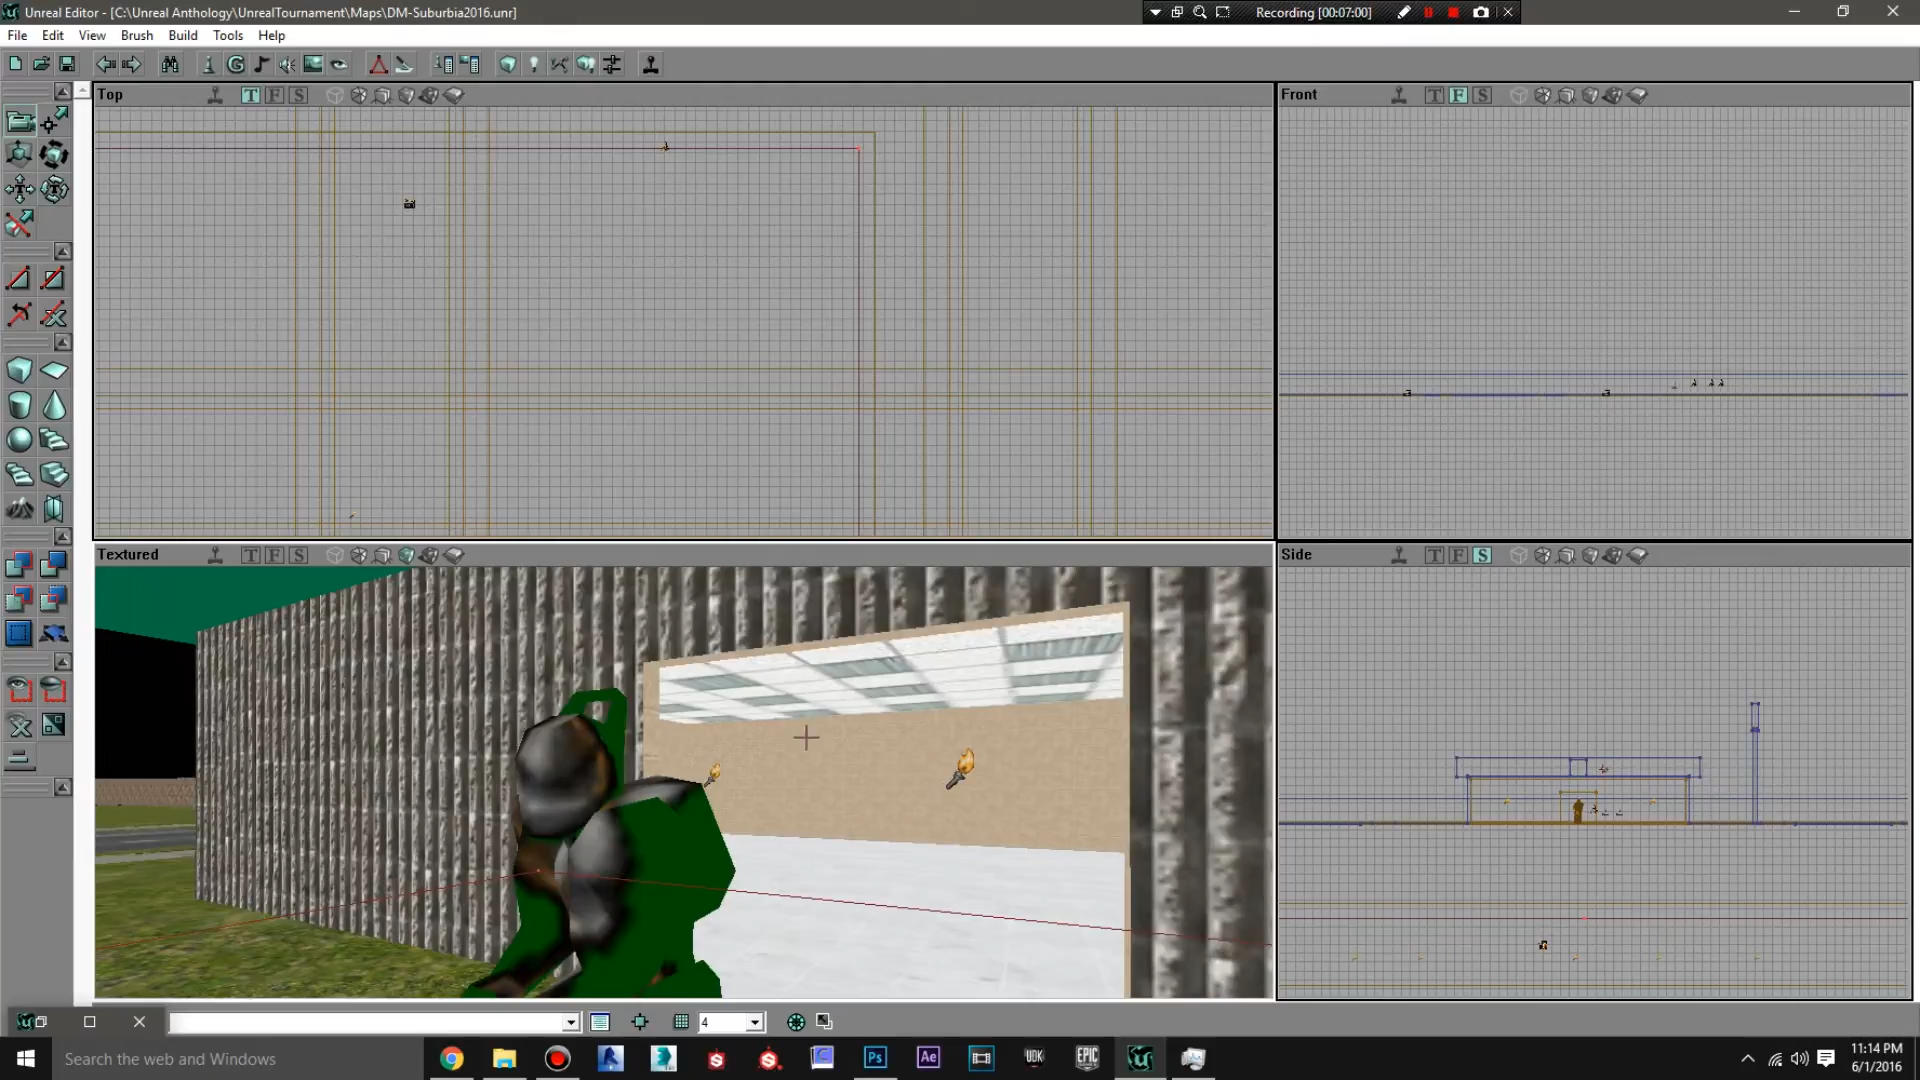 Unreal Editor - [C:\Unreal Anthology\UnrealTournament\Maps\DM-Suburbia2016.unr]
Recording [00:07:00]
File Edit View Brush Build Tools Help
G
Top T F S
Front T F S
Textured T F S
Side T F S
4
Search the web and Windows
Ps
Ae
UDK
EPIC
11:14 PM
6/1/2016